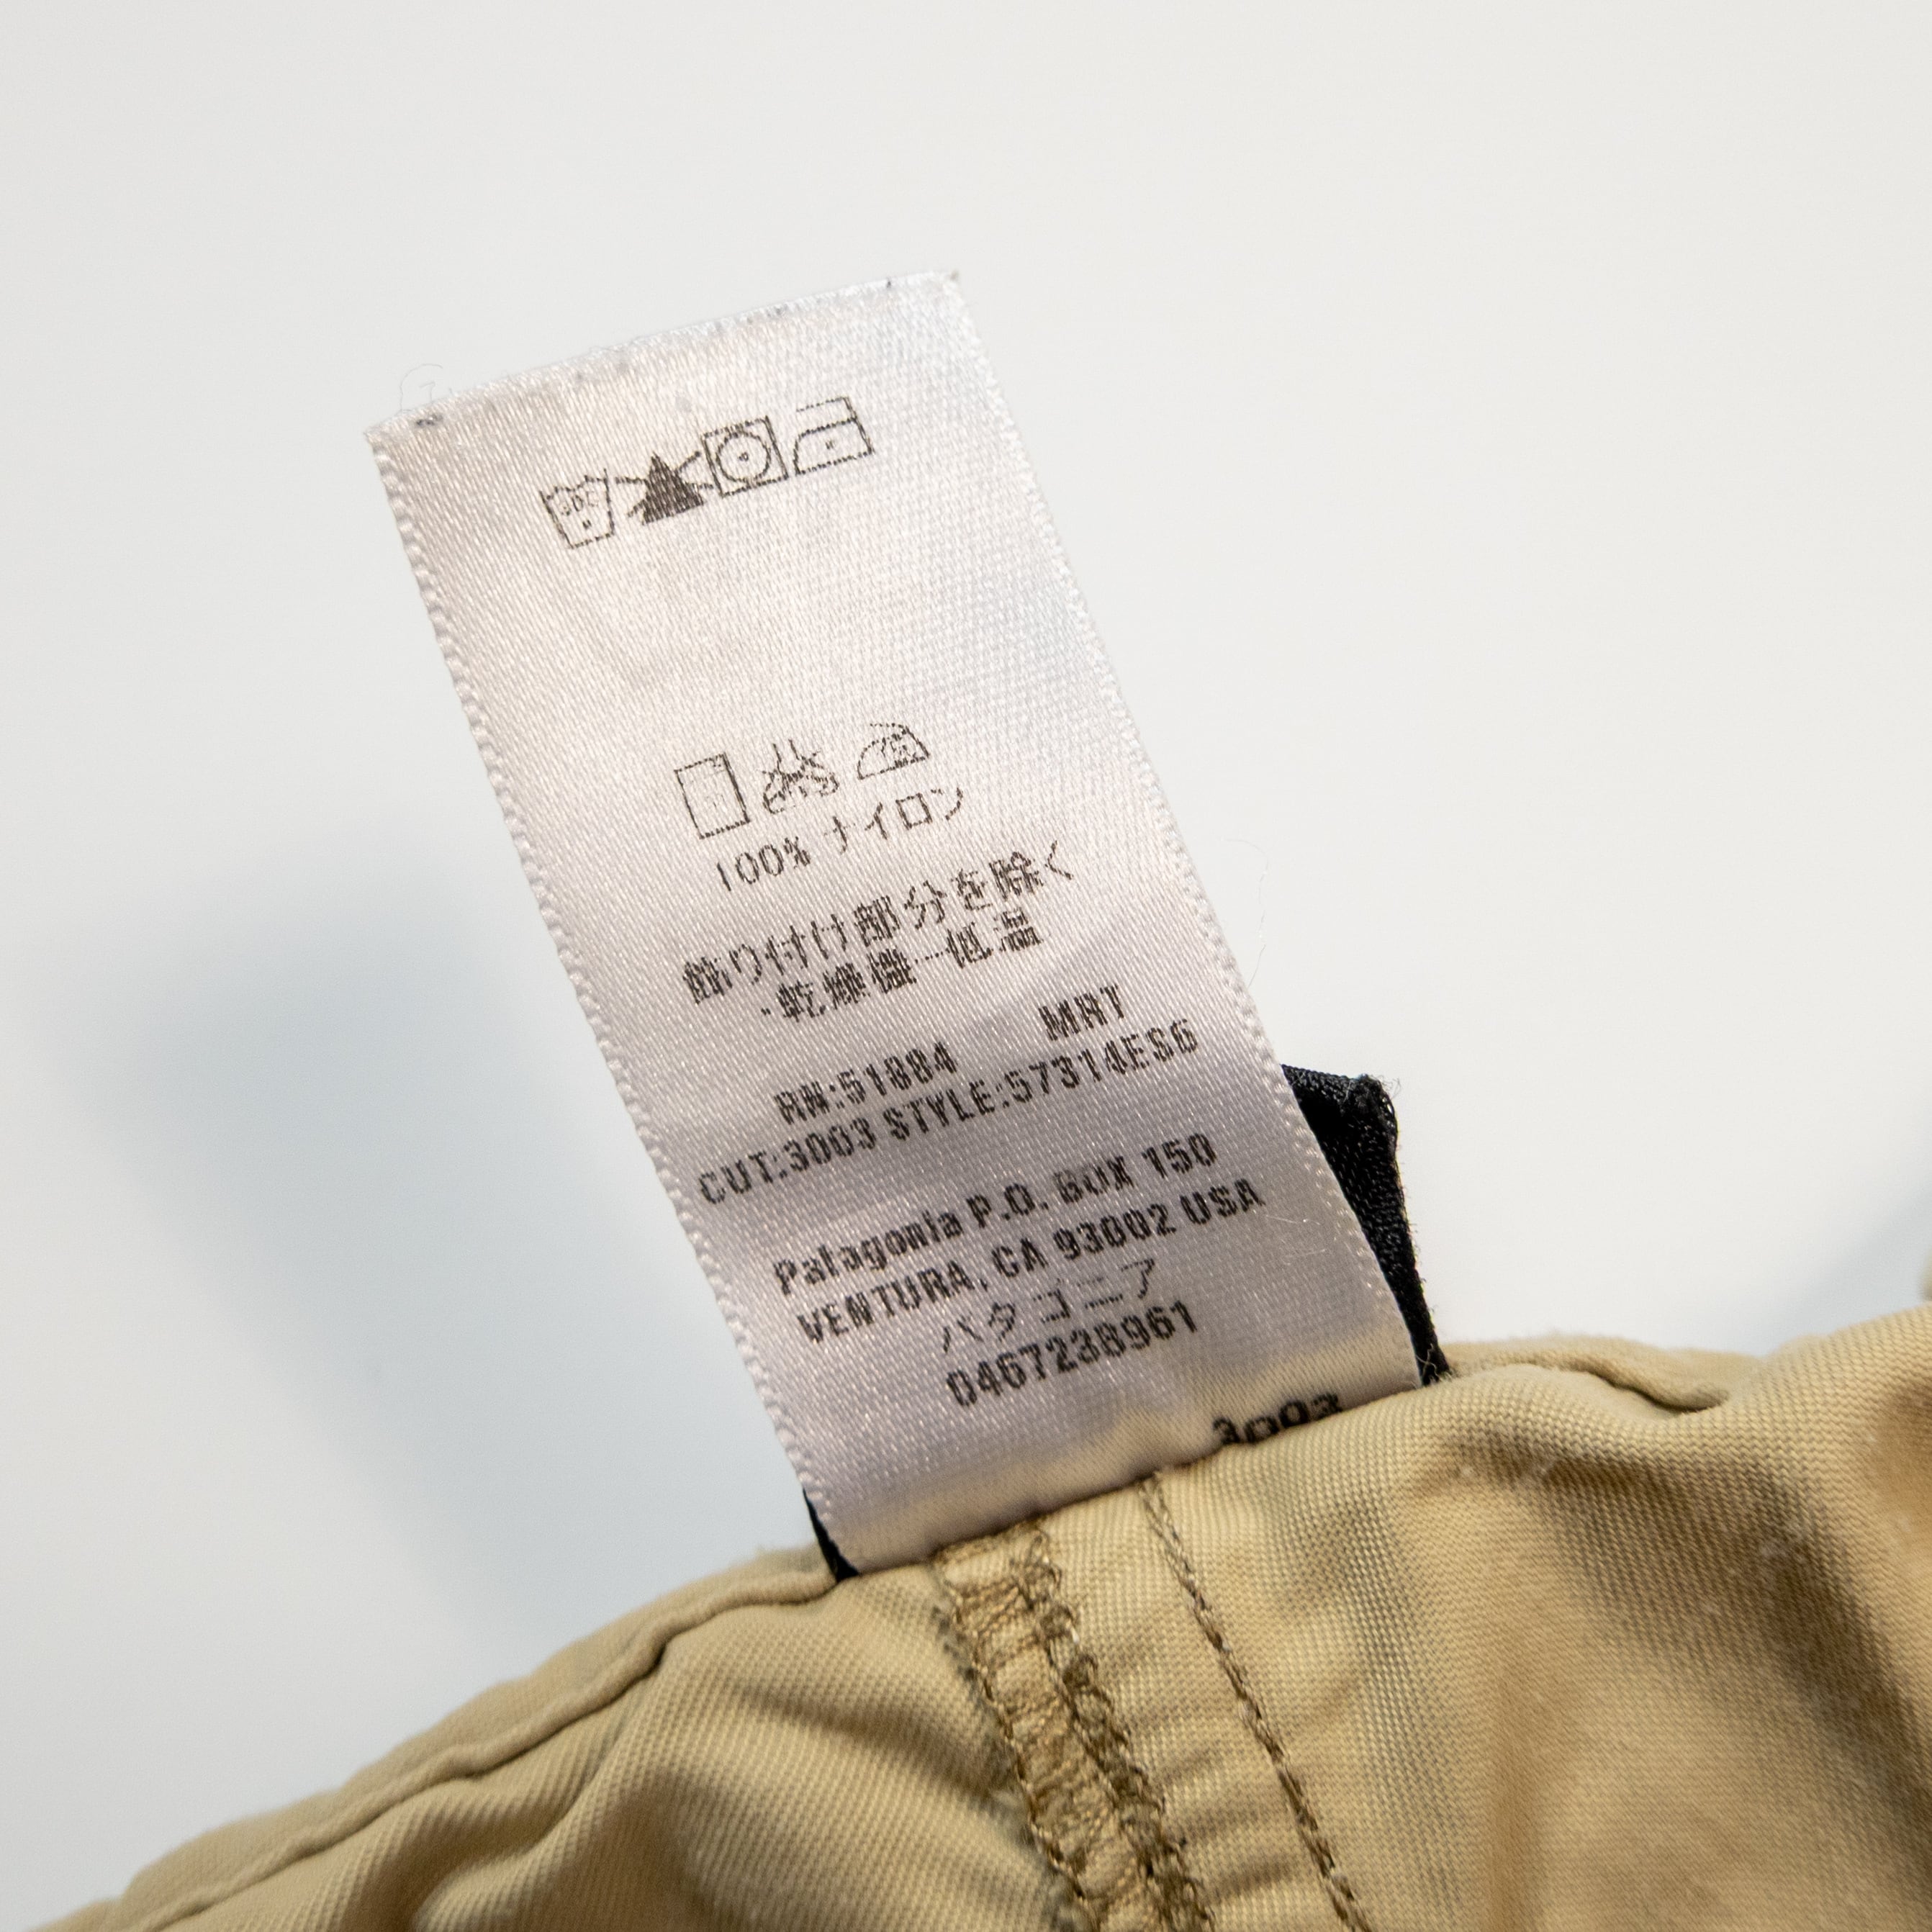 100% ナイロン
飾り付け部分を除く
・乾燥機ー低温
MRT
RN:51884
CUT:3003 STYLE:57314ES6
Patagonia P.O. BOX 150
VENTURA, CA 93002 USA
パタゴニア
0467238961
3003